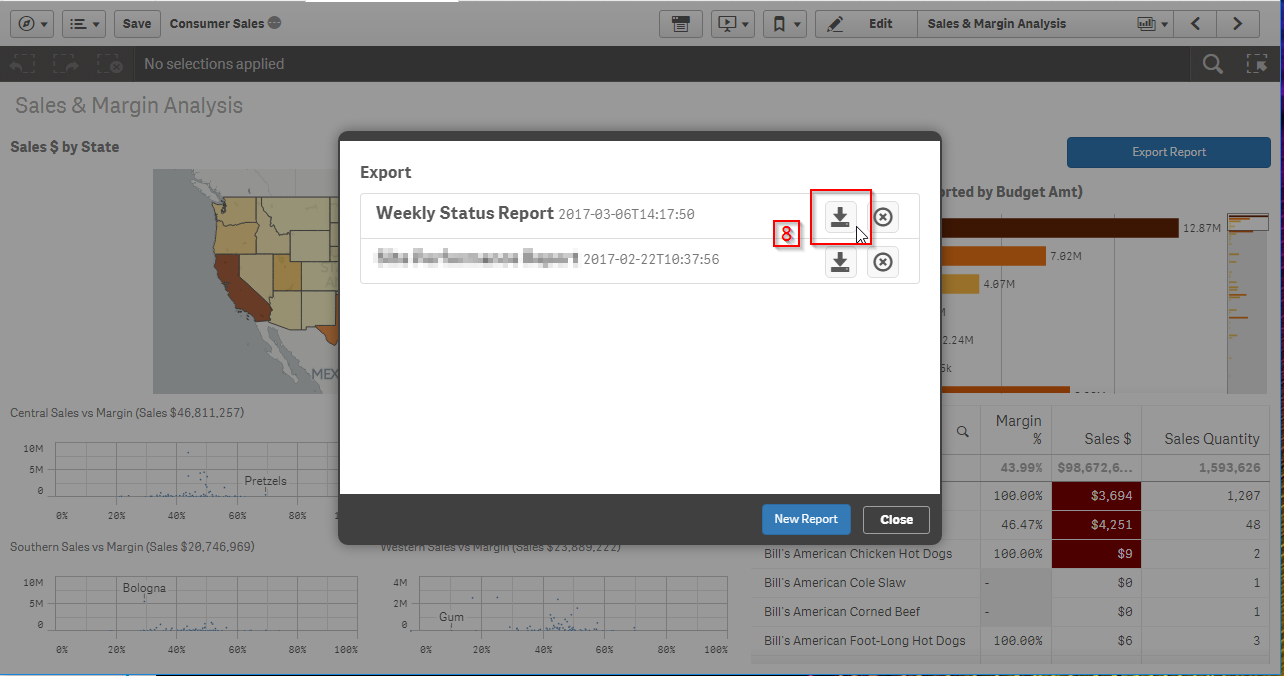 Save
Consumer Sales
Edit
Sales & Margin Analysis
No selections applied
Sales & Margin Analysis
Sales $ by State
Export Report
Export
Weekly Status Report 2017-03-06T14:17:50
8
2017-02-22T10:37:56
New Report
Close
MEX
rted by Budget Amt)
12.87M
7.02M
4.07M
M
2.24M
5k
Central Sales vs Margin (Sales $46,811,257)
10M
5M
0
Pretzels
0%
20%
40%
60%
80%
Southern Sales vs Margin (Sales $20,746,969)
10M
5M
0
Bologna
0%
20%
40%
60%
80%
100%
Western Sales vs Margin (Sales $23,889,222)
4M
2M
0
Gum
0%
20%
40%
60%
80%
100%
Margin %
Sales $
Sales Quantity
43.99%
$98,672,6...
1,593,626
100.00%
$3,694
1,207
46.47%
$4,251
48
Bill's American Chicken Hot Dogs
100.00%
$9
2
Bill's American Cole Slaw
-
$0
1
Bill's American Corned Beef
-
$0
1
Bill's American Foot-Long Hot Dogs
100.00%
$6
3